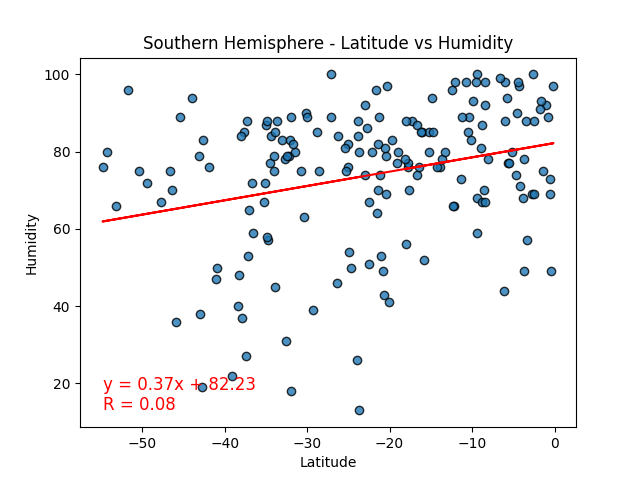 Southern Hemisphere - Latitude vs Humidity
100
80
60
40
20
Humidity
y = 0.37x + 82.23
R = 0.08
−50
−40
−30
−20
−10
0
Latitude